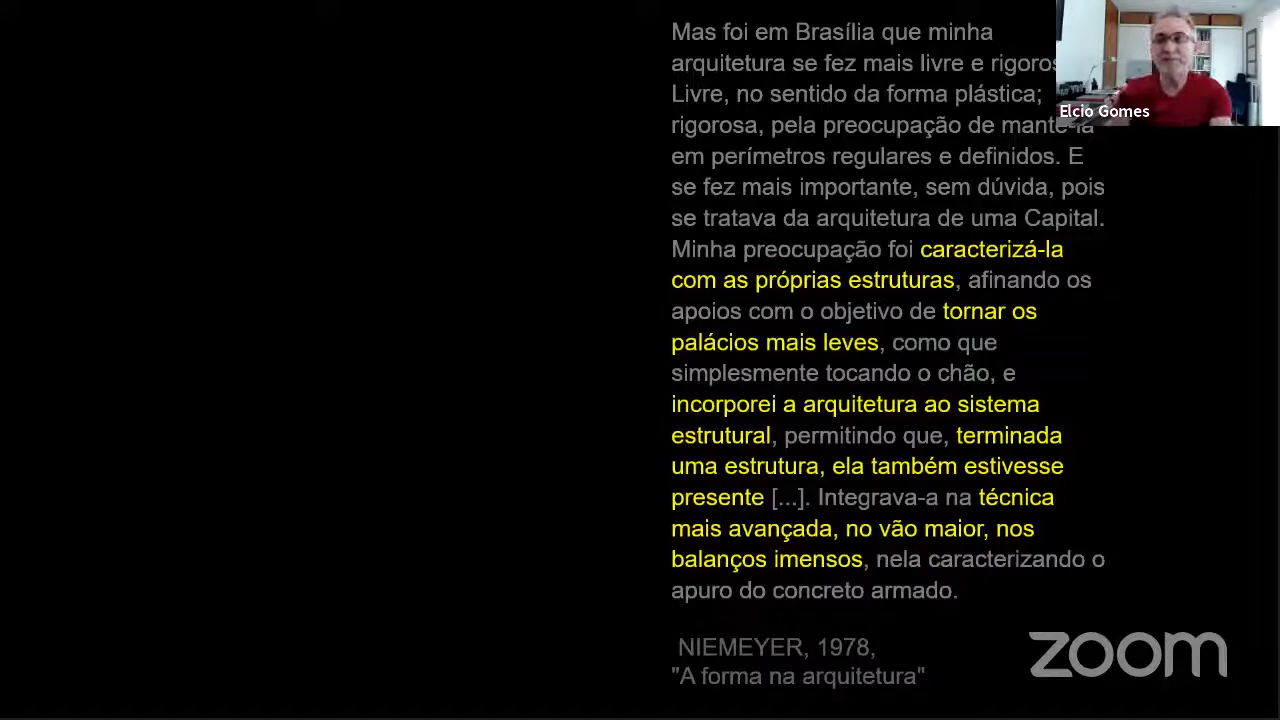 Mas foi em Brasília que minha
arquitetura se fez mais livre e rigoros
Livre, no sentido da forma plástica;
rigorosa, pela preocupação de mantê-la
em perímetros regulares e definidos. E
se fez mais importante, sem dúvida, pois
se tratava da arquitetura de uma Capital.
Minha preocupação foi caracterizá-la
com as próprias estruturas, afinando os
apoios com o objetivo de tornar os
palácios mais leves, como que
simplesmente tocando o chão, e
incorporei a arquitetura ao sistema
estrutural, permitindo que, terminada
uma estrutura, ela também estivesse
presente [...]. Integrava-a na técnica
mais avançada, no vão maior, nos
balanços imensos, nela caracterizando o
apuro do concreto armado.
NIEMEYER, 1978,
"A forma na arquitetura"
Elcio Gomes
zoom